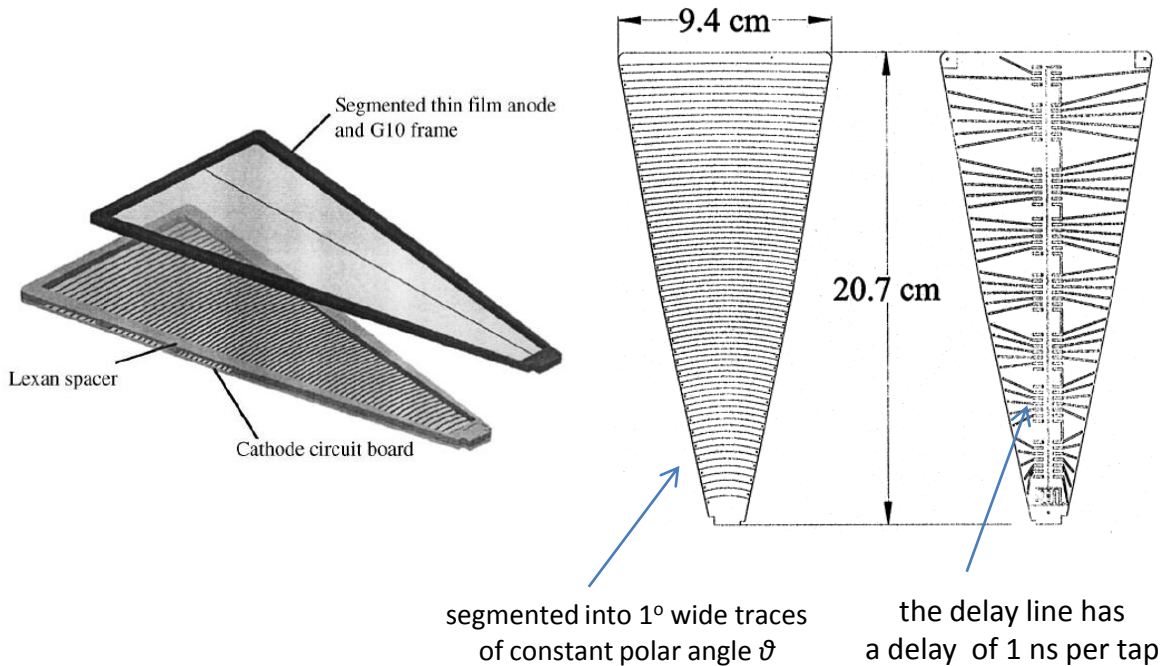 9.4 cm
Segmented thin film anode
and G10 frame
20.7 cm
Lexan spacer
Cathode circuit board
segmented into 1º wide traces
of constant polar angle ϑ
the delay line has
a delay of 1 ns per tap